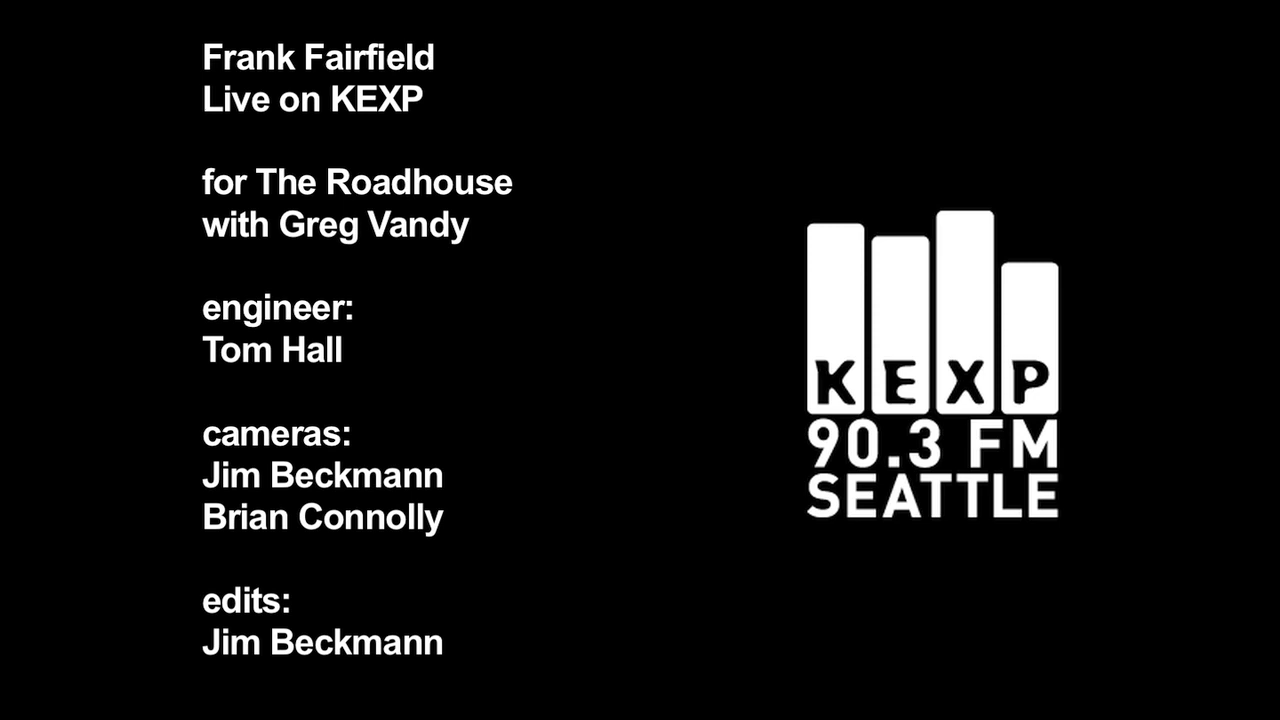 Frank Fairfield
Live on KEXP
for The Roadhouse
with Greg Vandy
engineer:
Tom Hall
cameras:
Jim Beckmann
Brian Connolly
edits:
Jim Beckmann
KEXP
90.3 FM
SEATTLE